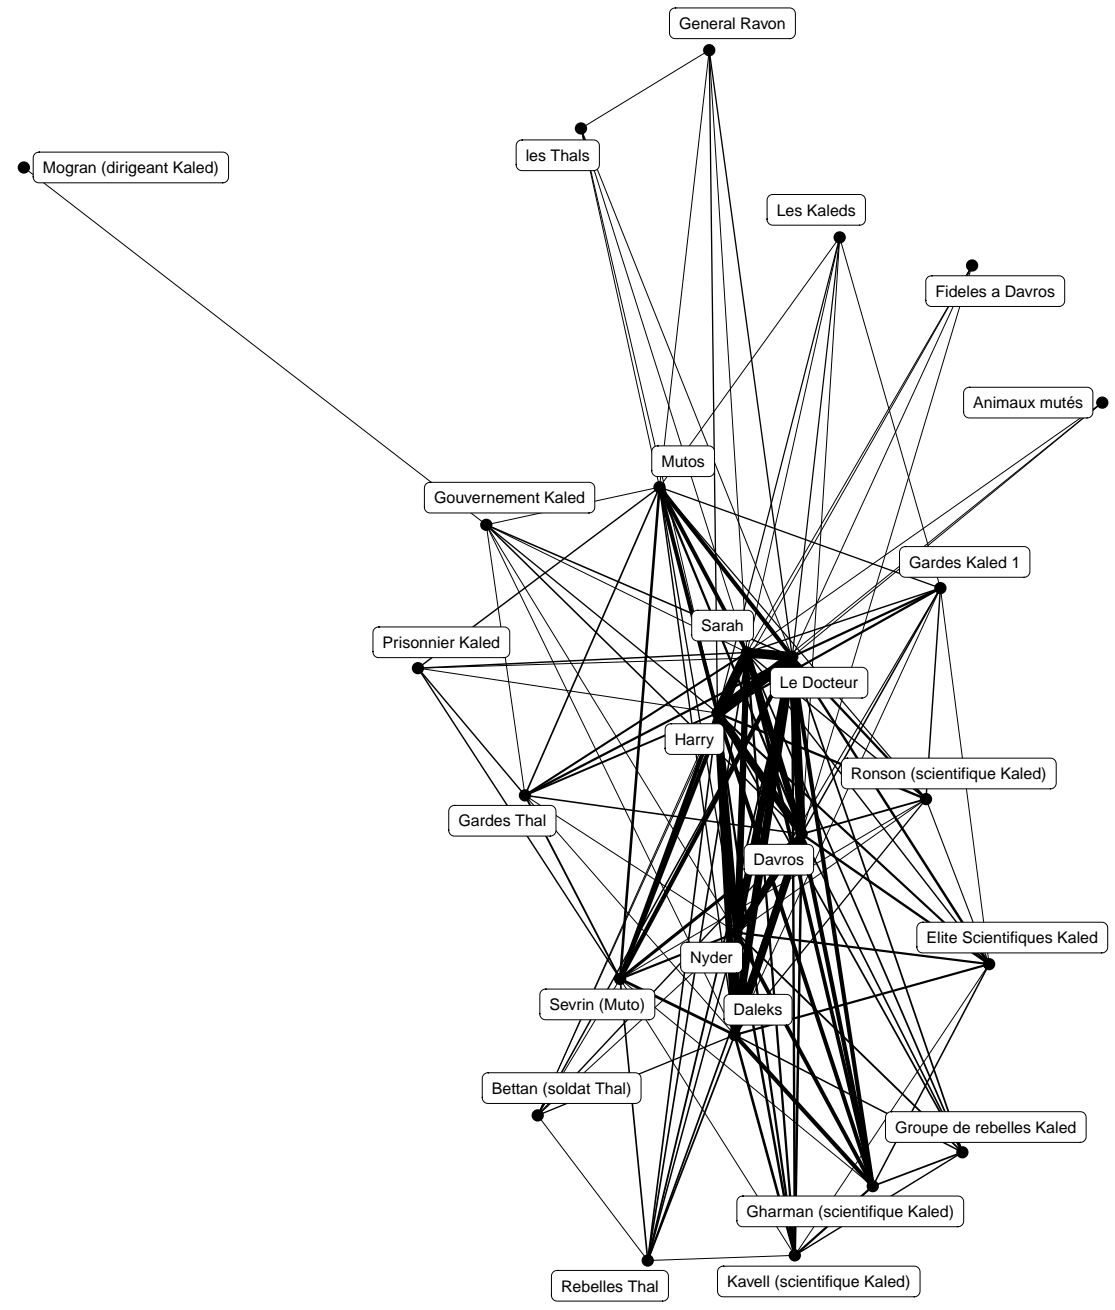 General Ravon
les Thals
Mogran (dirigeant Kaled)
Les Kaleds
Fideles a Davros
Animaux mutés
Mutos
Gouvernement Kaled
Gardes Kaled 1
Sarah
Prisonnier Kaled
Le Docteur
Harry
Ronson (scientifique Kaled)
Gardes Thal
Davros
Elite Scientifiques Kaled
Nyder
Sevrin (Muto)
Daleks
Bettan (soldat Thal)
Groupe de rebelles Kaled
Gharman (scientifique Kaled)
Kavell (scientifique Kaled)
Rebelles Thal